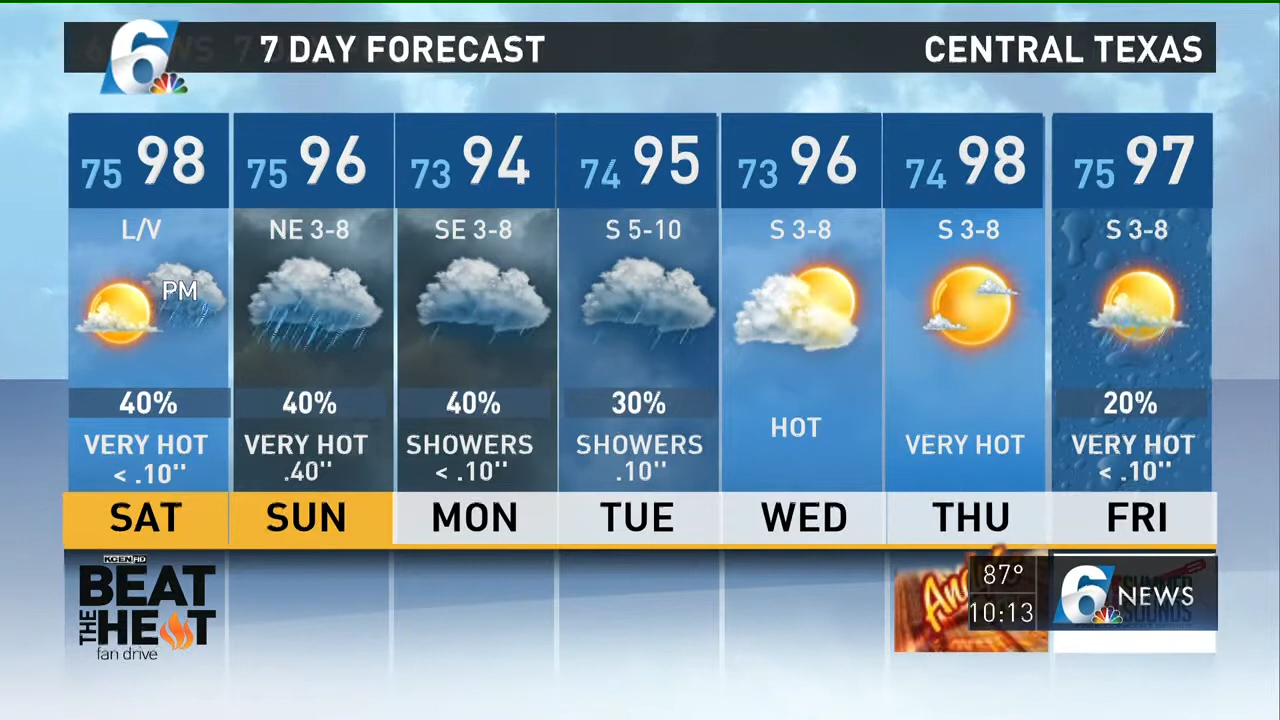 6
7 DAY FORECAST
CENTRAL TEXAS
75 98
75 96
73 94
74 95
73 96
74 98
75 97
L/V
NE 3-8
SE 3-8
S 5-10
S 3-8
S 3-8
S 3-8
PM
40%
40%
40%
30%
20%
VERY HOT
< .10"
VERY HOT
.40"
SHOWERS
< .10"
SHOWERS
.10"
HOT
VERY HOT
VERY HOT
< .10"
SAT
SUN
MON
TUE
WED
THU
FRI
KCEN HD
BEAT
THE HEAT
fan drive
87°
10:13
6 NEWS